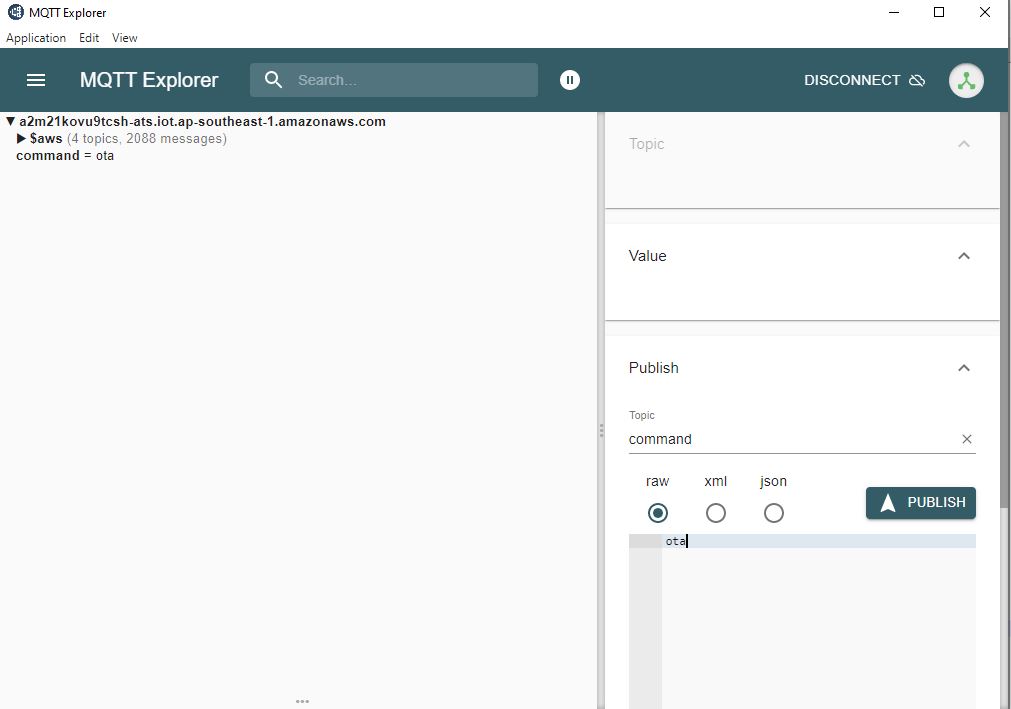 MQTT Explorer
Application Edit View
MQTT Explorer Search... DISCONNECT
▼ a2m21kovu9tcsh-ats.iot.ap-southeast-1.amazonaws.com
▶ $aws (4 topics, 2088 messages)
command = ota
Topic
Value
Publish
Topic
command
raw xml json
PUBLISH
ota